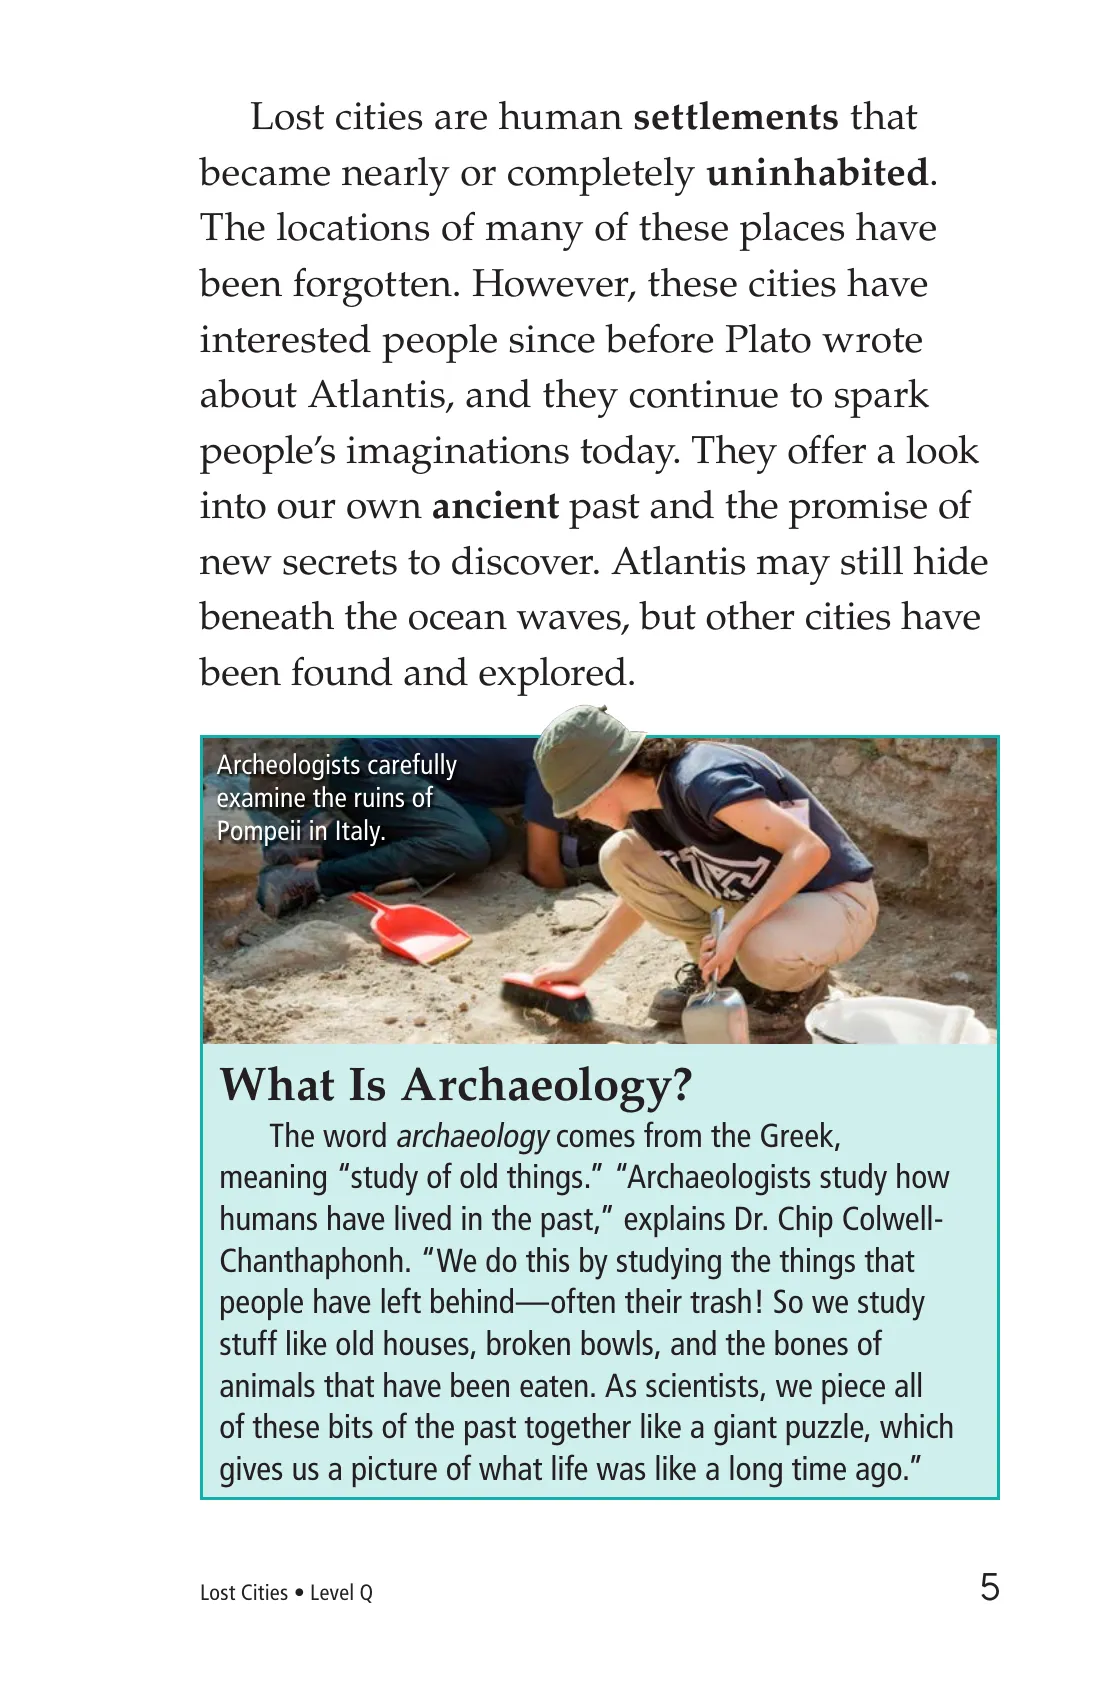 Lost cities are human settlements that
became nearly or completely uninhabited.
The locations of many of these places have
been forgotten. However, these cities have
interested people since before Plato wrote
about Atlantis, and they continue to spark
people’s imaginations today. They offer a look
into our own ancient past and the promise of
new secrets to discover. Atlantis may still hide
beneath the ocean waves, but other cities have
been found and explored.
Archeologists carefully
examine the ruins of
Pompeii in Italy.
What Is Archaeology?
The word archaeology comes from the Greek,
meaning “study of old things.” “Archaeologists study how
humans have lived in the past,” explains Dr. Chip Colwell-
Chanthaphonh. “We do this by studying the things that
people have left behind—often their trash! So we study
stuff like old houses, broken bowls, and the bones of
animals that have been eaten. As scientists, we piece all
of these bits of the past together like a giant puzzle, which
gives us a picture of what life was like a long time ago.”
Lost Cities • Level Q
5